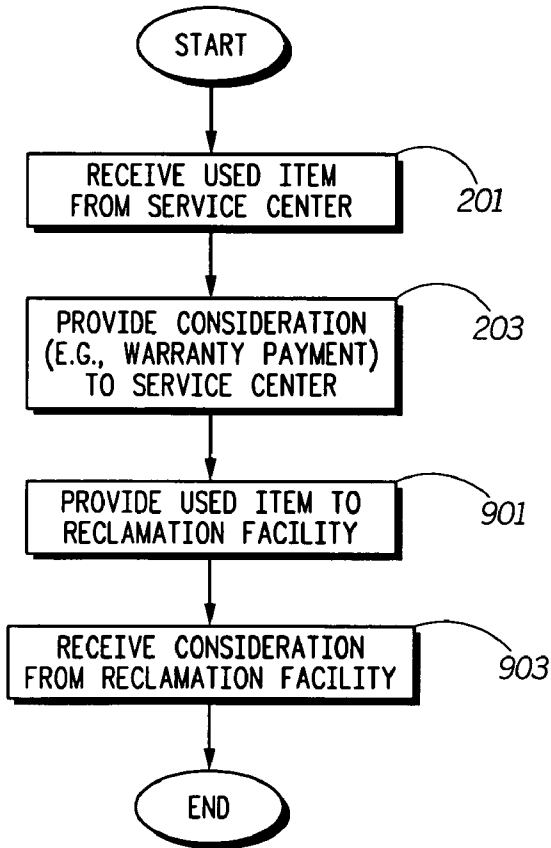 START
RECEIVE USED ITEM
FROM SERVICE CENTER
201
PROVIDE CONSIDERATION
(E.G., WARRANTY PAYMENT)
TO SERVICE CENTER
203
PROVIDE USED ITEM TO
RECLAMATION FACILITY
901
RECEIVE CONSIDERATION
FROM RECLAMATION FACILITY
903
END